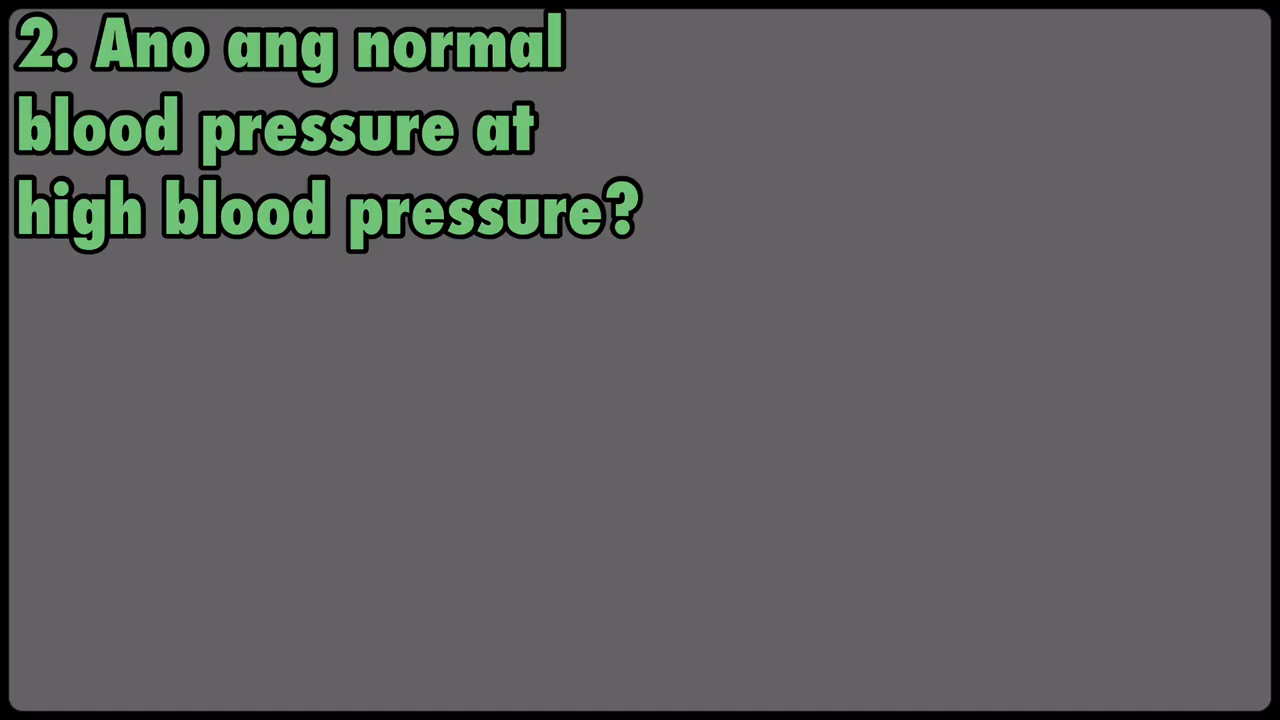 2. Ano ang normal
blood pressure at
high blood pressure?